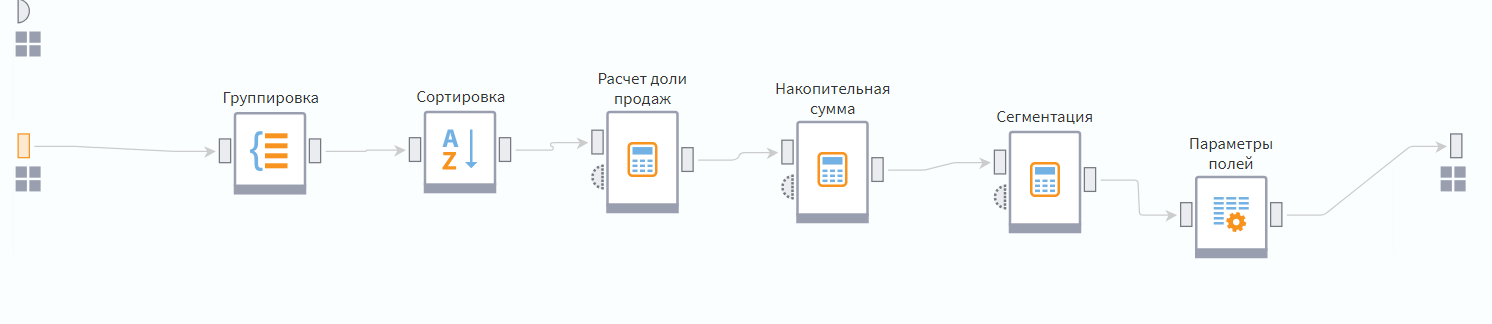 Группировка
Сортировка
Расчет доли
продаж
Накопительная
сумма
Сегментация
Параметры
полей
A
Z